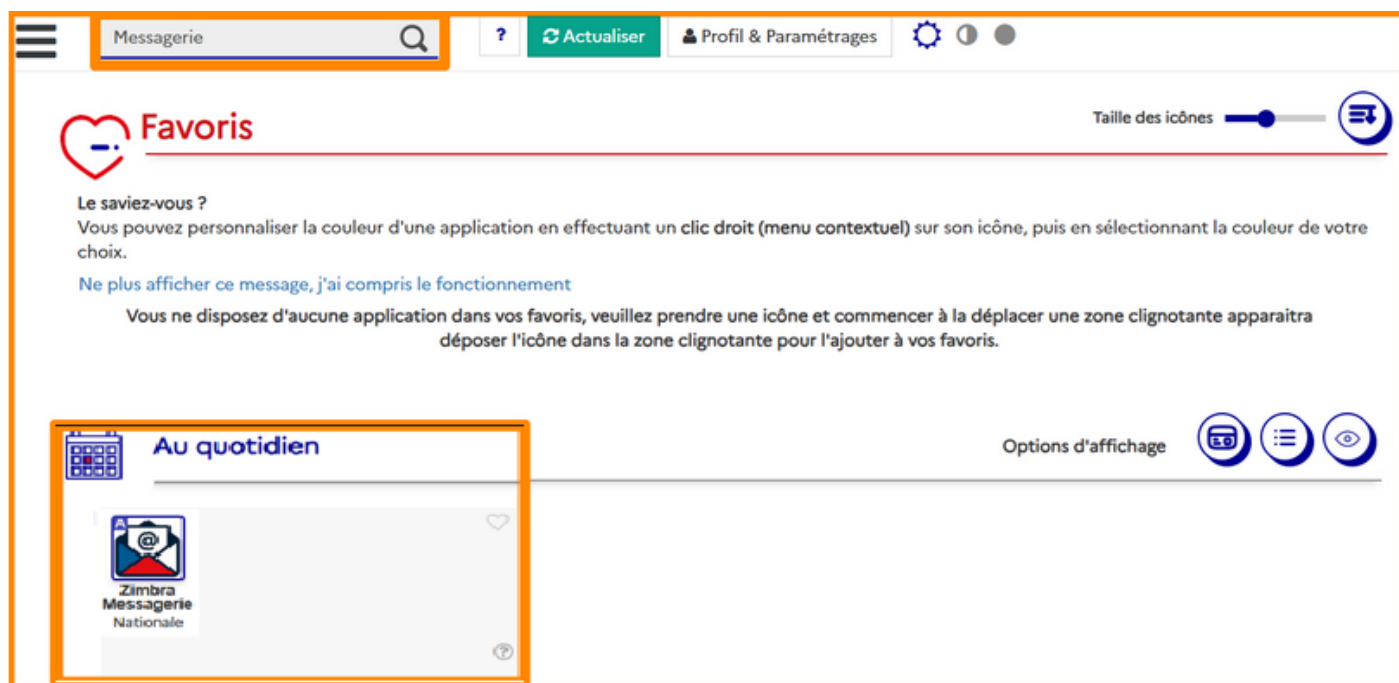 Messagerie
? Actualiser Profil & Paramétrages
Favoris
Taille des icônes
Le saviez-vous ?
Vous pouvez personnaliser la couleur d'une application en effectuant un clic droit (menu contextuel) sur son icône, puis en sélectionnant la couleur de votre
choix.
Ne plus afficher ce message, j'ai compris le fonctionnement
Vous ne disposez d'aucune application dans vos favoris, veuillez prendre une icône et commencer à la déplacer une zone clignotante apparaitra
déposer l'icône dans la zone clignotante pour l'ajouter à vos favoris.
Au quotidien
Options d'affichage
A
@
Zimbra
Messagerie
Nationale
?